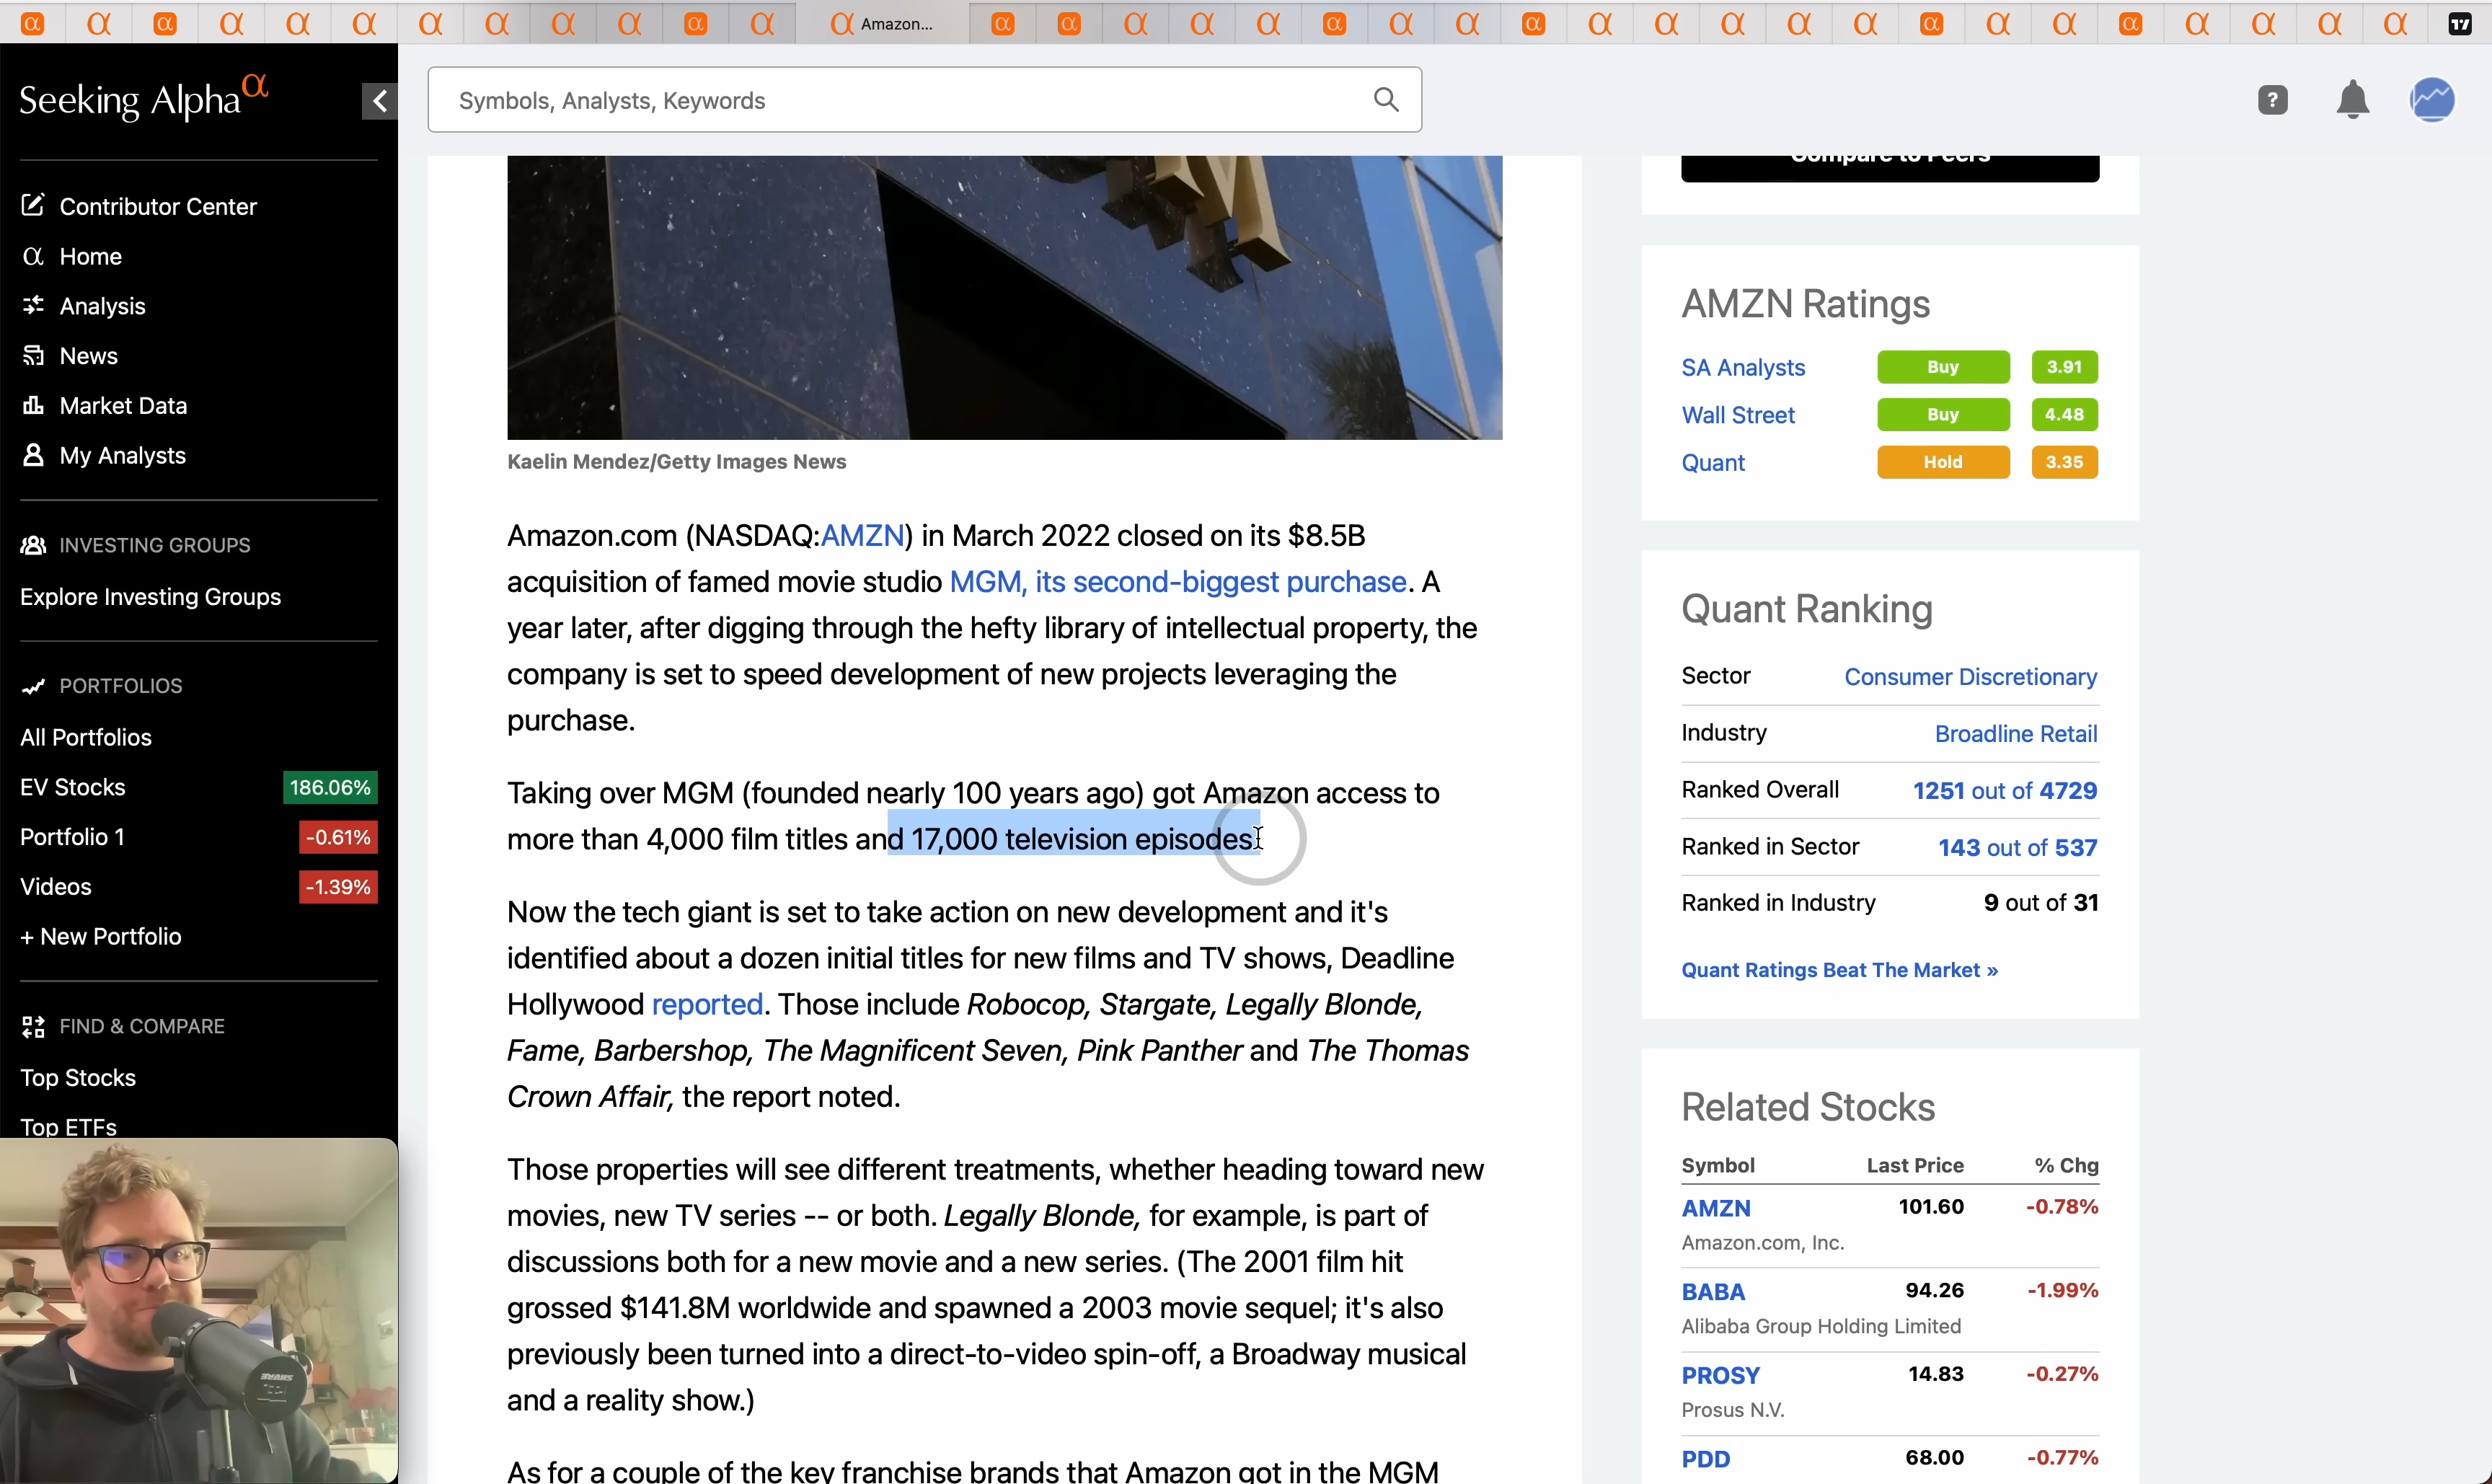 Amazon...
Seeking Alpha α
Symbols, Analysts, Keywords
?
Contributor Center
Home
Analysis
News
Market Data
My Analysts
INVESTING GROUPS
Explore Investing Groups
PORTFOLIOS
All Portfolios
EV Stocks 186.06%
Portfolio 1 -0.61%
Videos -1.39%
+ New Portfolio
FIND & COMPARE
Top Stocks
Top ETFs
Kaelin Mendez/Getty Images News
Amazon.com (NASDAQ:AMZN) in March 2022 closed on its $8.5B
acquisition of famed movie studio MGM, its second-biggest purchase. A
year later, after digging through the hefty library of intellectual property, the
company is set to speed development of new projects leveraging the
purchase.
Taking over MGM (founded nearly 100 years ago) got Amazon access to
more than 4,000 film titles and 17,000 television episodes.
Now the tech giant is set to take action on new development and it's
identified about a dozen initial titles for new films and TV shows, Deadline
Hollywood reported. Those include Robocop, Stargate, Legally Blonde,
Fame, Barbershop, The Magnificent Seven, Pink Panther and The Thomas
Crown Affair, the report noted.
Those properties will see different treatments, whether heading toward new
movies, new TV series -- or both. Legally Blonde, for example, is part of
discussions both for a new movie and a new series. (The 2001 film hit
grossed $141.8M worldwide and spawned a 2003 movie sequel; it's also
previously been turned into a direct-to-video spin-off, a Broadway musical
and a reality show.)
As for a couple of the key franchise brands that Amazon got in the MGM
Compare to Peers
AMZN Ratings
SA Analysts Buy 3.91
Wall Street Buy 4.48
Quant Hold 3.35
Quant Ranking
Sector Consumer Discretionary
Industry Broadline Retail
Ranked Overall 1251 out of 4729
Ranked in Sector 143 out of 537
Ranked in Industry 9 out of 31
Quant Ratings Beat The Market »
Related Stocks
Symbol Last Price % Chg
AMZN 101.60 -0.78%
Amazon.com, Inc.
BABA 94.26 -1.99%
Alibaba Group Holding Limited
PROSY 14.83 -0.27%
Prosus N.V.
PDD 68.00 -0.77%
SHURE